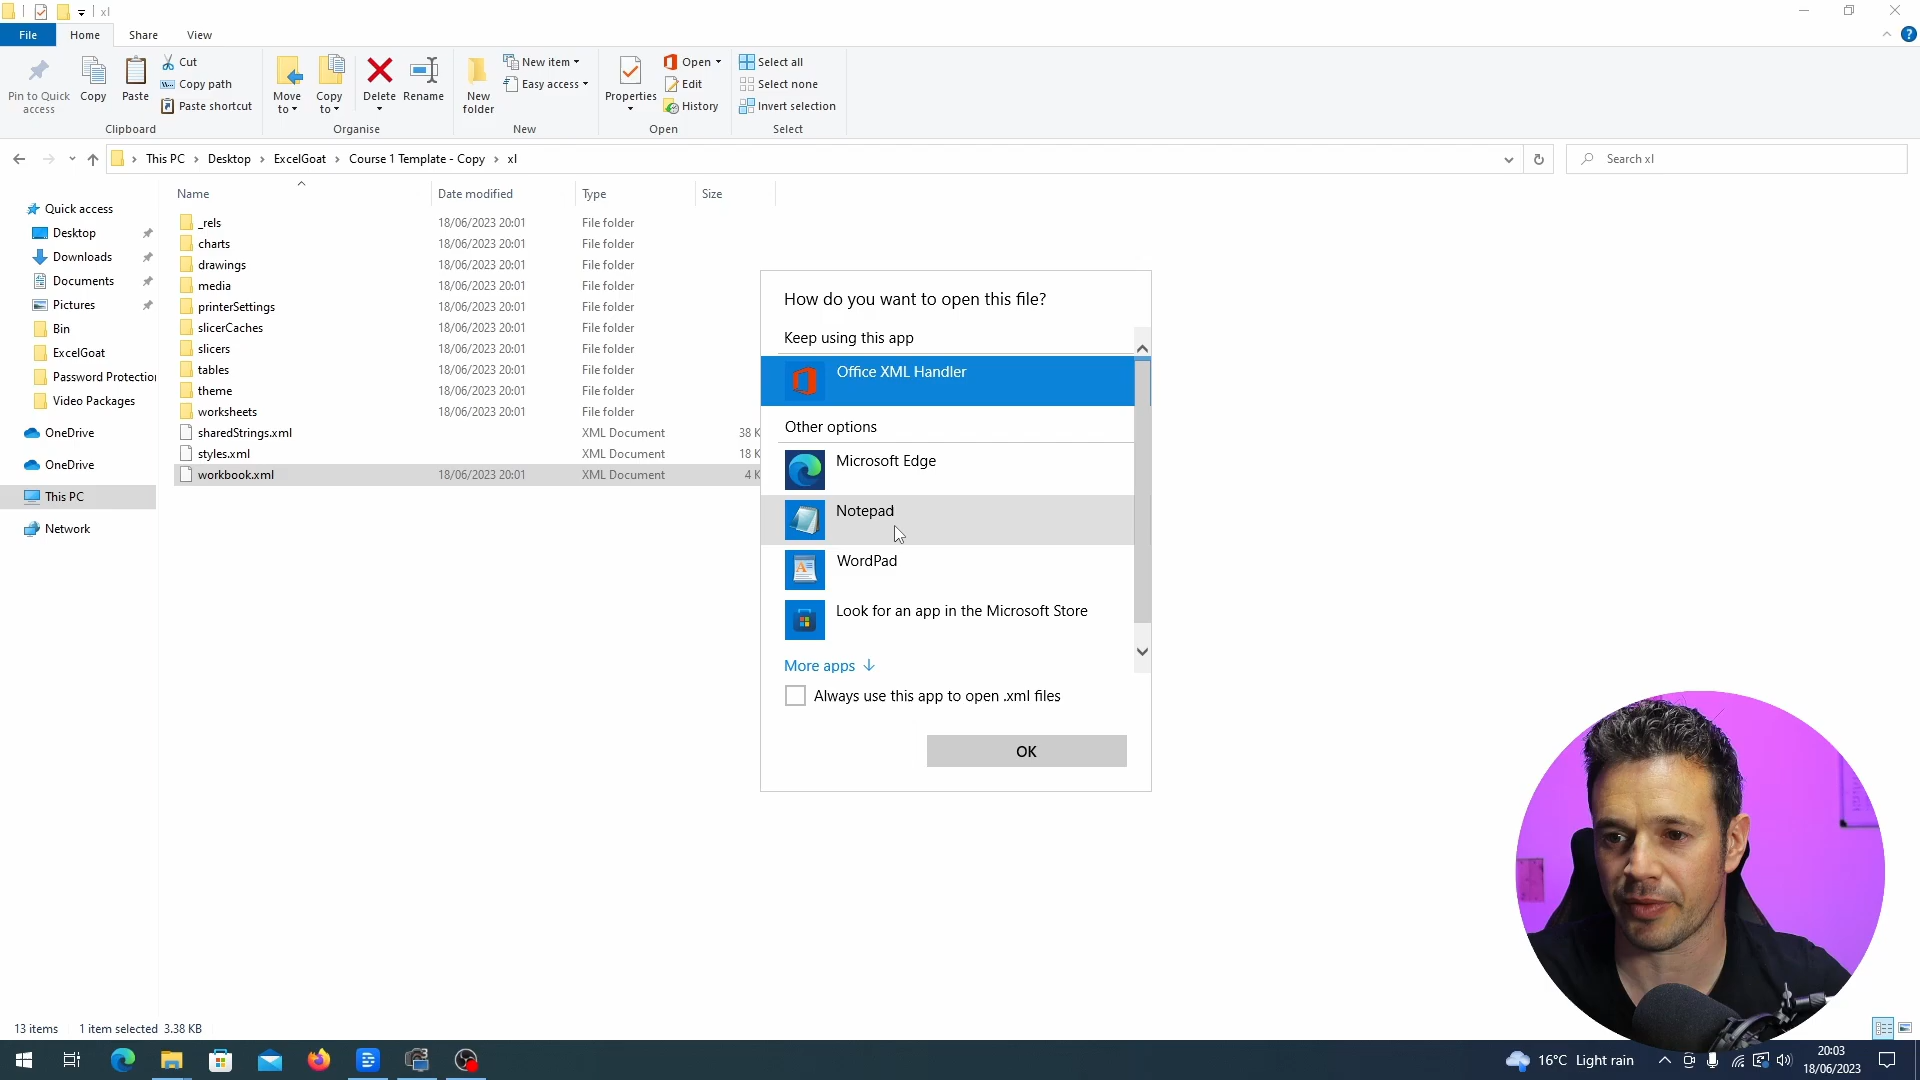 xl
File
Home
Share
View
Pin to Quick access
Copy
Paste
Cut
Copy path
Paste shortcut
Clipboard
Move to
Copy to
Delete
Rename
Organise
New folder
New item
Easy access
New
Properties
Open
Edit
History
Open
Select all
Select none
Invert selection
Select
This PC > Desktop > ExcelGoat > Course 1 Template - Copy > xl
Search xl
Name Date modified Type Size
Quick access
Desktop
Downloads
Documents
Pictures
Bin
ExcelGoat
Password Protection
Video Packages
OneDrive
OneDrive
This PC
Network
_rels 18/06/2023 20:01 File folder
charts 18/06/2023 20:01 File folder
drawings 18/06/2023 20:01 File folder
media 18/06/2023 20:01 File folder
printerSettings 18/06/2023 20:01 File folder
slicerCaches 18/06/2023 20:01 File folder
slicers 18/06/2023 20:01 File folder
tables 18/06/2023 20:01 File folder
theme 18/06/2023 20:01 File folder
worksheets 18/06/2023 20:01 File folder
sharedStrings.xml XML Document 38 K
styles.xml XML Document 18 K
workbook.xml 18/06/2023 20:01 XML Document 4 K
How do you want to open this file?
Keep using this app
Office XML Handler
Other options
Microsoft Edge
Notepad
WordPad
Look for an app in the Microsoft Store
More apps
Always use this app to open .xml files
OK
13 items 1 item selected 3.38 KB
16°C Light rain
20:03
18/06/2023